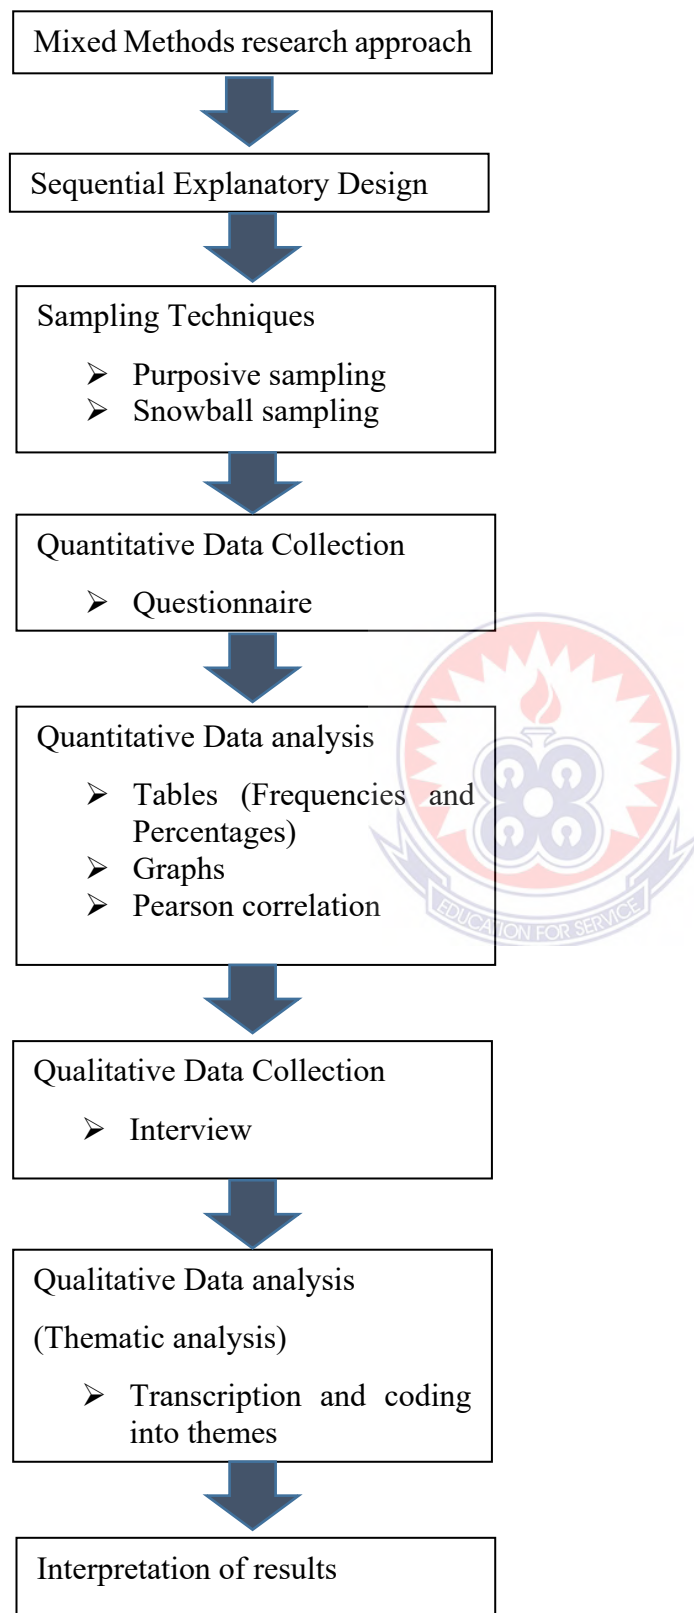 Mixed Methods research approach
Sequential Explanatory Design
Sampling Techniques
➢ Purposive sampling
➢ Snowball sampling
Quantitative Data Collection
➢ Questionnaire
Quantitative Data analysis
➢ Tables (Frequencies and
Percentages)
➢ Graphs
➢ Pearson correlation
EDUCATION FOR SERVICE
Qualitative Data Collection
➢ Interview
Qualitative Data analysis
(Thematic analysis)
➢ Transcription and coding
into themes
Interpretation of results